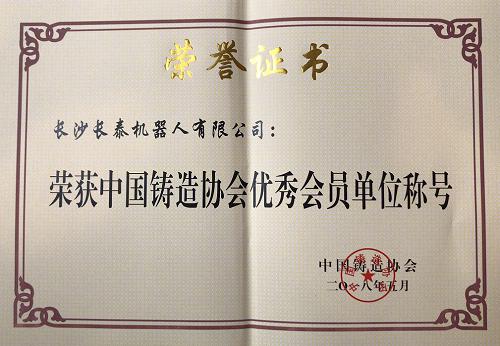 荣誉证书
长沙长泰机器人有限公司：
荣获中国铸造协会优秀会员单位称号
中国铸造协会
二〇一八年五月